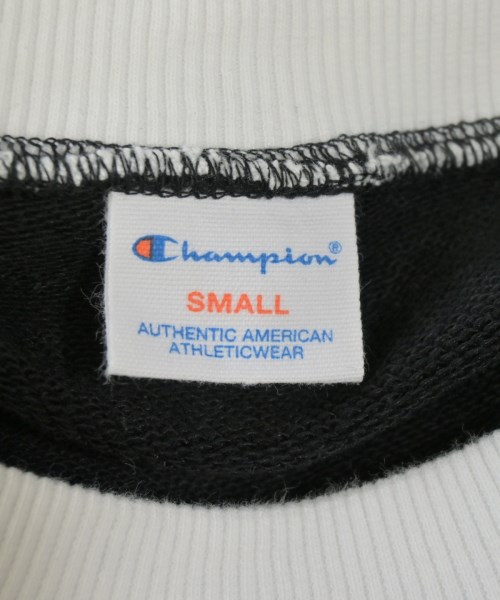 Champion®
SMALL
AUTHENTIC AMERICAN
ATHLETICWEAR